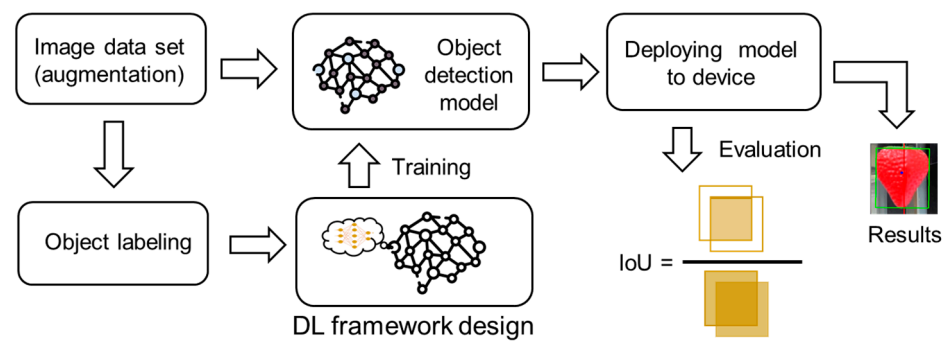 Image data set
(augmentation)
Object
detection
model
Deploying model
to device
Training
Evaluation
Object labeling
IoU =
Results
DL framework design